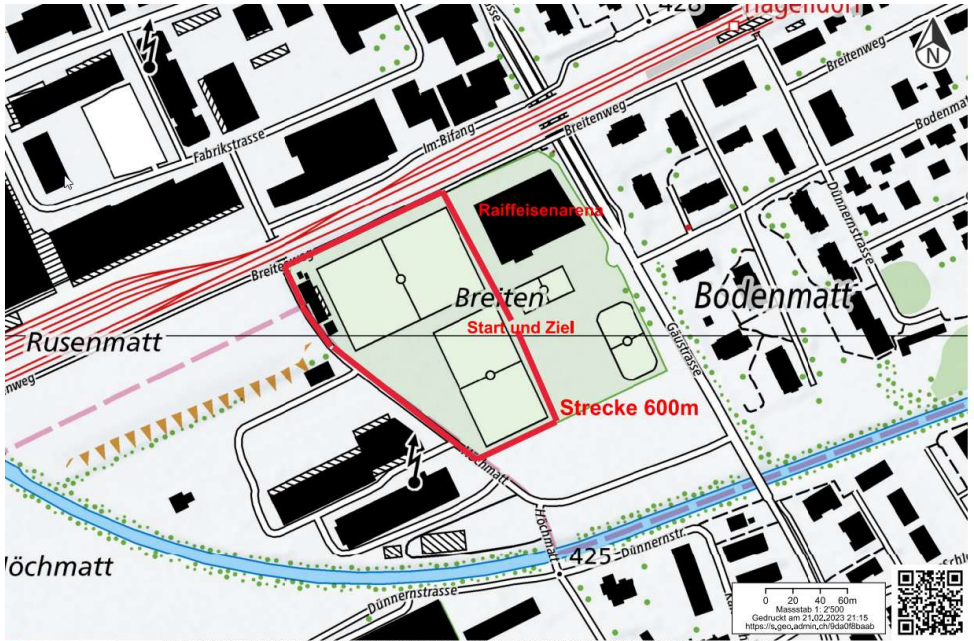 428
Hägendorf
N
Breitenweg
Bodenmatt
Fabrikstrasse
Im Bifang
Breitenweg
Dünnernstrasse
Raiffeisenarena
Breitenweg
Breiten
Bodenmatt
Start und Ziel
Rusenmatt
Gäustrasse
enweg
Strecke 600m
Höchmatt
Höchmatt
425
Dünnernstr.
löchmatt
Dünnernstrasse
0 20 40 60m
Massstab 1: 2'500
Gedruckt am 21.02.2023 21:15
https://s.geo.admin.ch/9da0f8baab